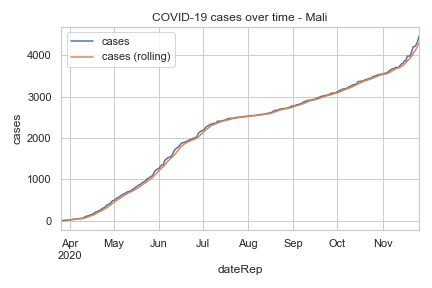 COVID-19 cases over time - Mali
cases
cases (rolling)
4000
3000
2000
1000
0
cases
Apr May Jun Jul Aug Sep Oct Nov
2020
dateRep